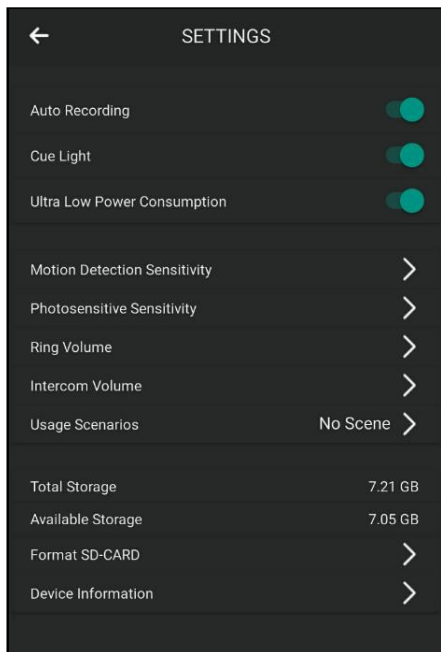 SETTINGS
Auto Recording
Cue Light
Ultra Low Power Consumption
Motion Detection Sensitivity
Photosensitive Sensitivity
Ring Volume
Intercom Volume
Usage Scenarios No Scene
Total Storage 7.21 GB
Available Storage 7.05 GB
Format SD-CARD
Device Information